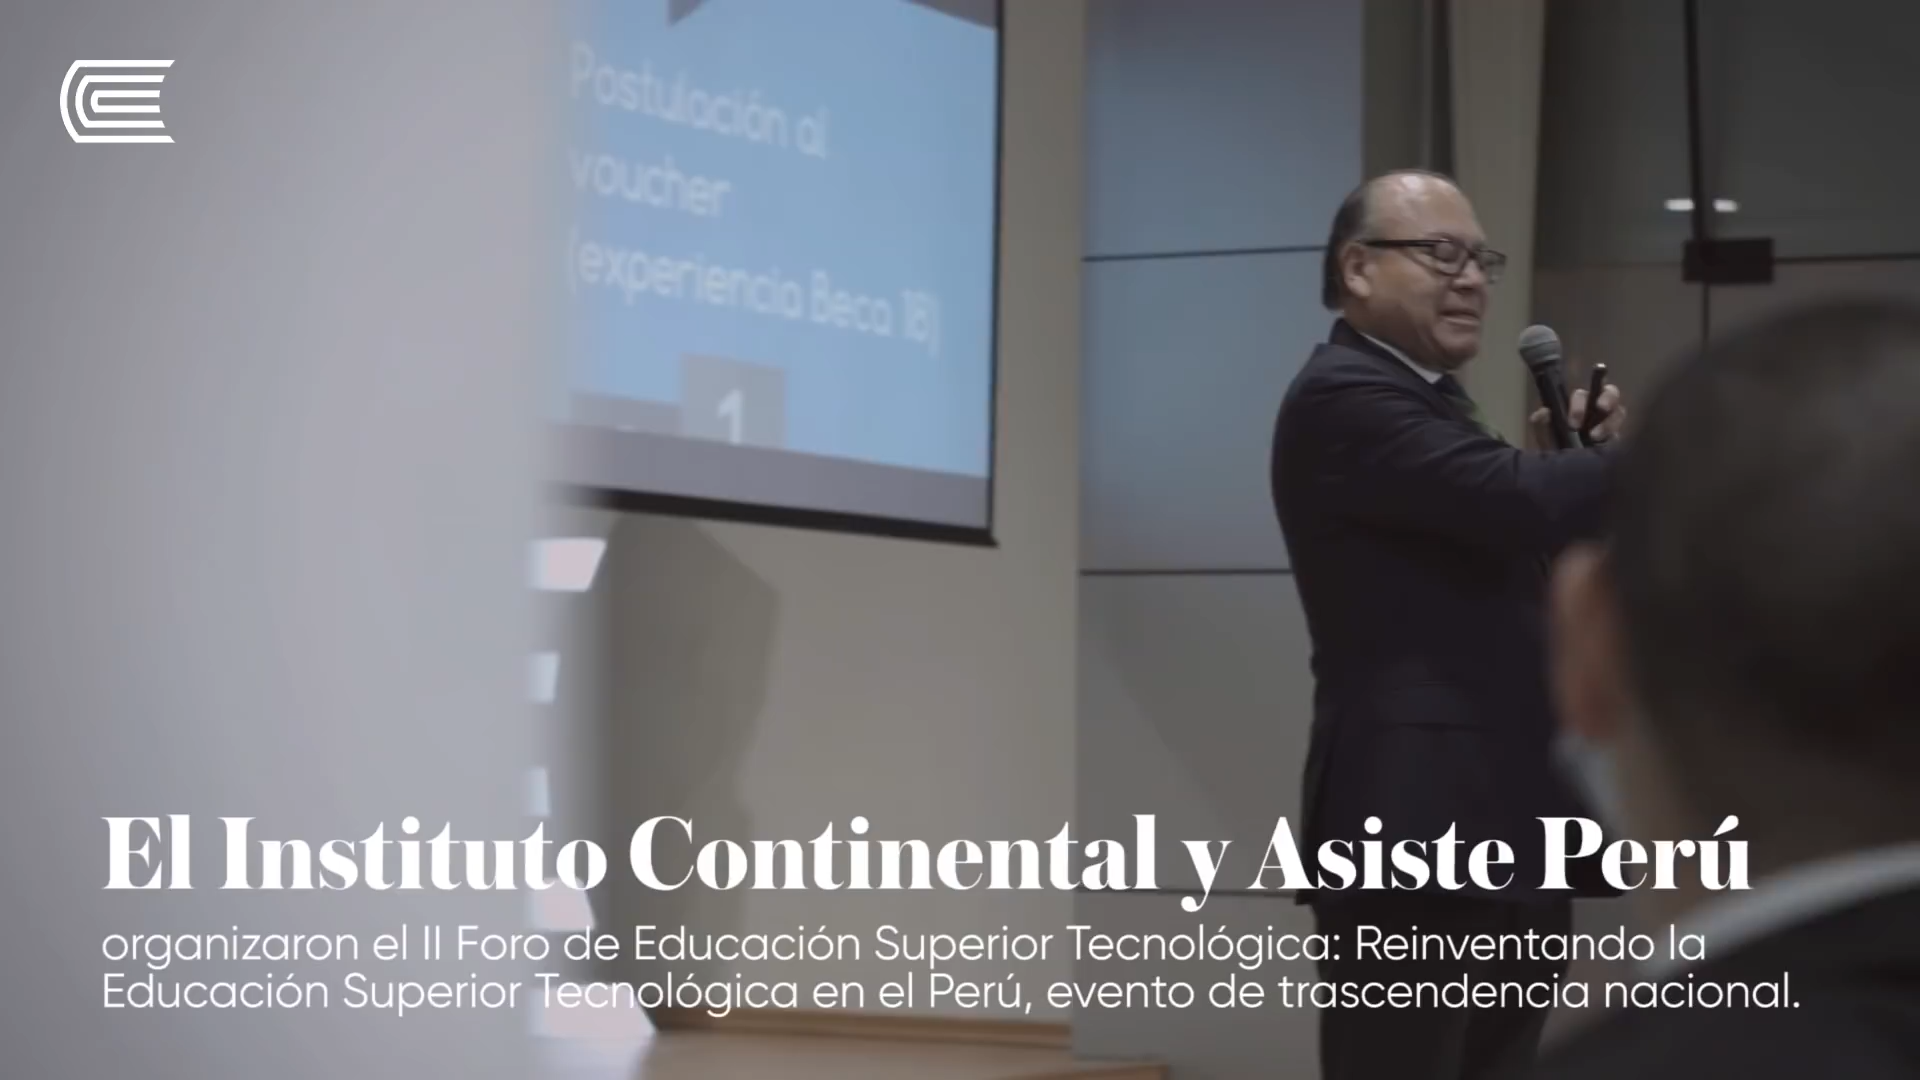 Postulación al
voucher
(experiencia Beca 18)
1
El Instituto Continental y Asiste Perú
organizaron el II Foro de Educación Superior Tecnológica: Reinventando la
Educación Superior Tecnológica en el Perú, evento de trascendencia nacional.